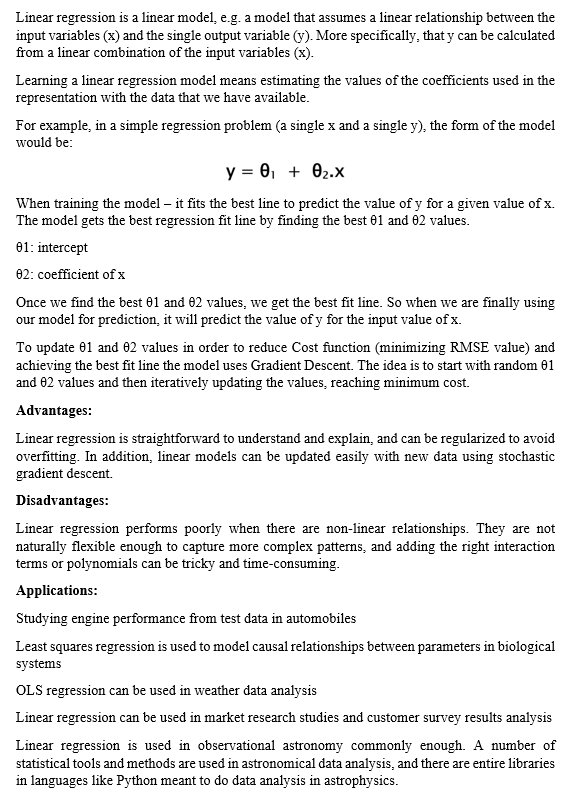 Linear regression is a linear model, e.g. a model that assumes a linear relationship between the
input variables (x) and the single output variable (y). More specifically, that y can be calculated
from a linear combination of the input variables (x).
Learning a linear regression model means estimating the values of the coefficients used in the
representation with the data that we have available.
For example, in a simple regression problem (a single x and a single y), the form of the model
would be:
y = θ₁ + θ₂.x
When training the model – it fits the best line to predict the value of y for a given value of x.
The model gets the best regression fit line by finding the best θ1 and θ2 values.
θ1: intercept
θ2: coefficient of x
Once we find the best θ1 and θ2 values, we get the best fit line. So when we are finally using
our model for prediction, it will predict the value of y for the input value of x.
To update θ1 and θ2 values in order to reduce Cost function (minimizing RMSE value) and
achieving the best fit line the model uses Gradient Descent. The idea is to start with random θ1
and θ2 values and then iteratively updating the values, reaching minimum cost.
Advantages:
Linear regression is straightforward to understand and explain, and can be regularized to avoid
overfitting. In addition, linear models can be updated easily with new data using stochastic
gradient descent.
Disadvantages:
Linear regression performs poorly when there are non-linear relationships. They are not
naturally flexible enough to capture more complex patterns, and adding the right interaction
terms or polynomials can be tricky and time-consuming.
Applications:
Studying engine performance from test data in automobiles
Least squares regression is used to model causal relationships between parameters in biological
systems
OLS regression can be used in weather data analysis
Linear regression can be used in market research studies and customer survey results analysis
Linear regression is used in observational astronomy commonly enough. A number of
statistical tools and methods are used in astronomical data analysis, and there are entire libraries
in languages like Python meant to do data analysis in astrophysics.